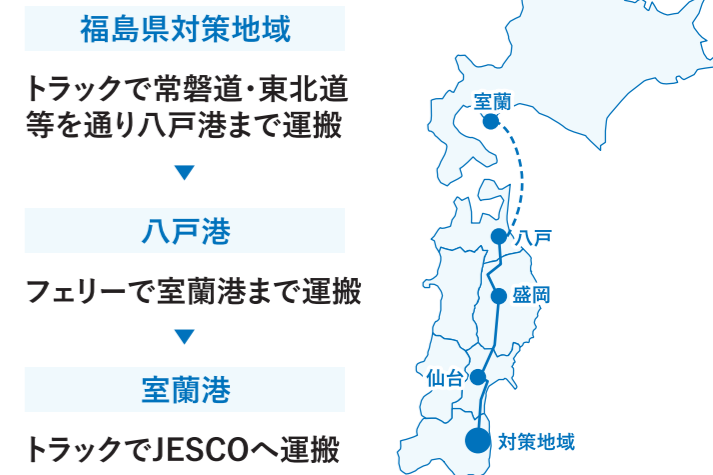 福島県対策地域
トラックで常磐道・東北道
等を通り八戸港まで運搬
▼
八戸港
フェリーで室蘭港まで運搬
▼
室蘭港
トラックでJESCOへ運搬
室蘭
八戸
盛岡
仙台
対策地域